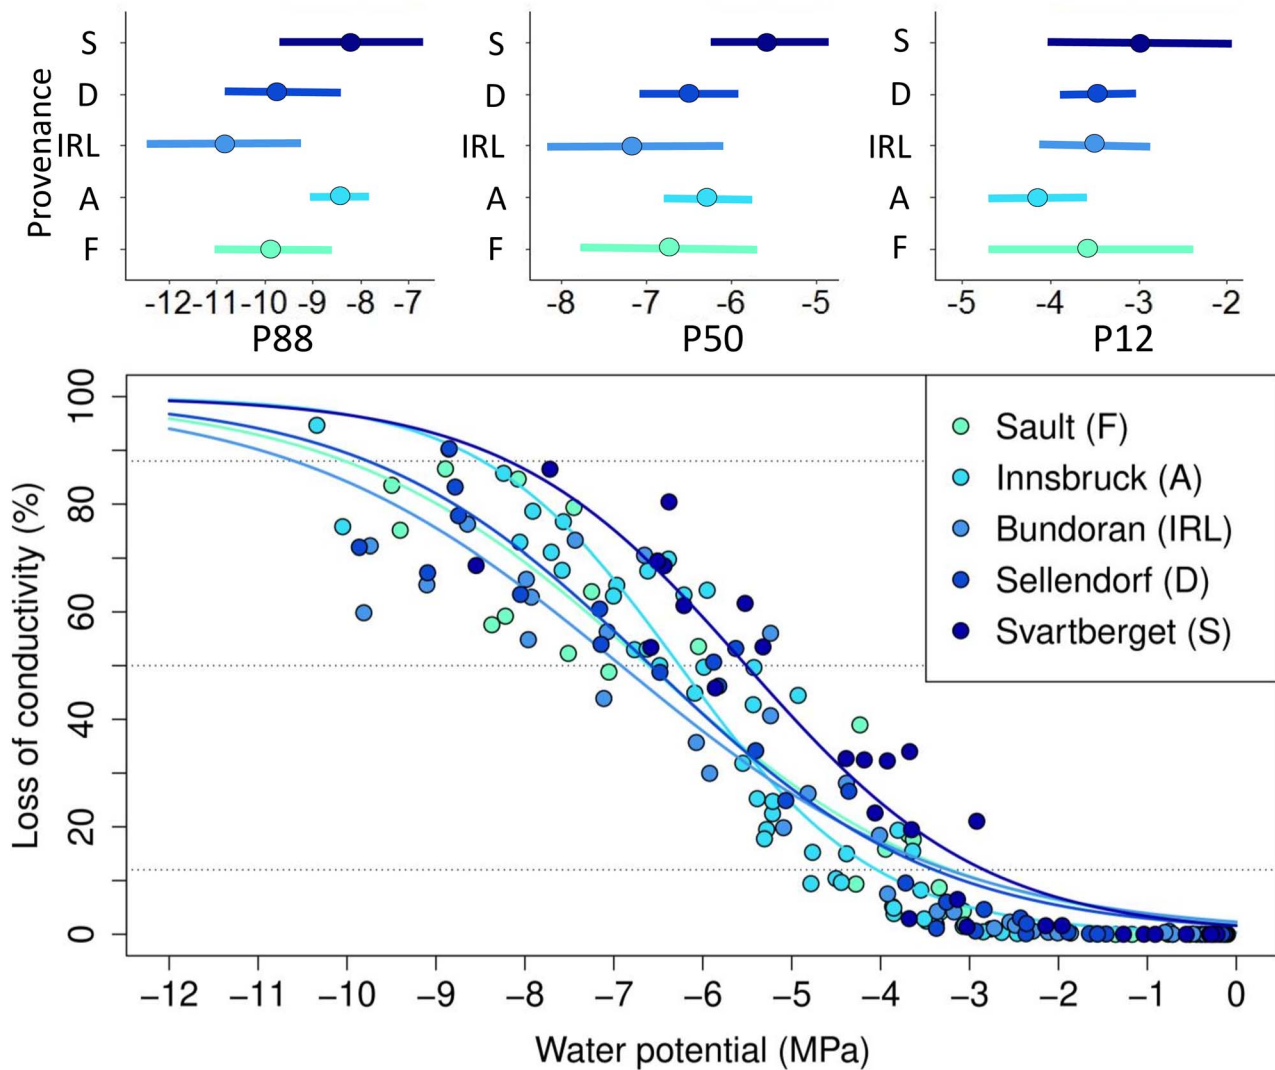 Provenance
S
D
IRL
A
F
-12 -11 -10 -9 -8 -7
P88
S
D
IRL
A
F
-8 -7 -6 -5
P50
S
D
IRL
A
F
-5 -4 -3 -2
P12
Loss of conductivity (%)
100
80
60
40
20
0
Sault (F)
Innsbruck (A)
Bundoran (IRL)
Sellendorf (D)
Svartberget (S)
−12 −11 −10 −9 −8 −7 −6 −5 −4 −3 −2 −1 0
Water potential (MPa)